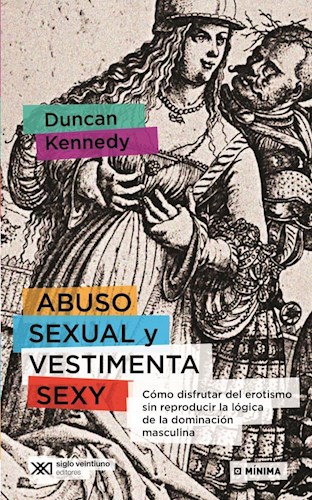 Duncan
Kennedy
ABUSO
SEXUAL y
VESTIMENTA
SEXY
Cómo disfrutar del erotismo
sin reproducir la lógica
de la dominación
masculina
siglo veintiuno
editores
MÍNIMA